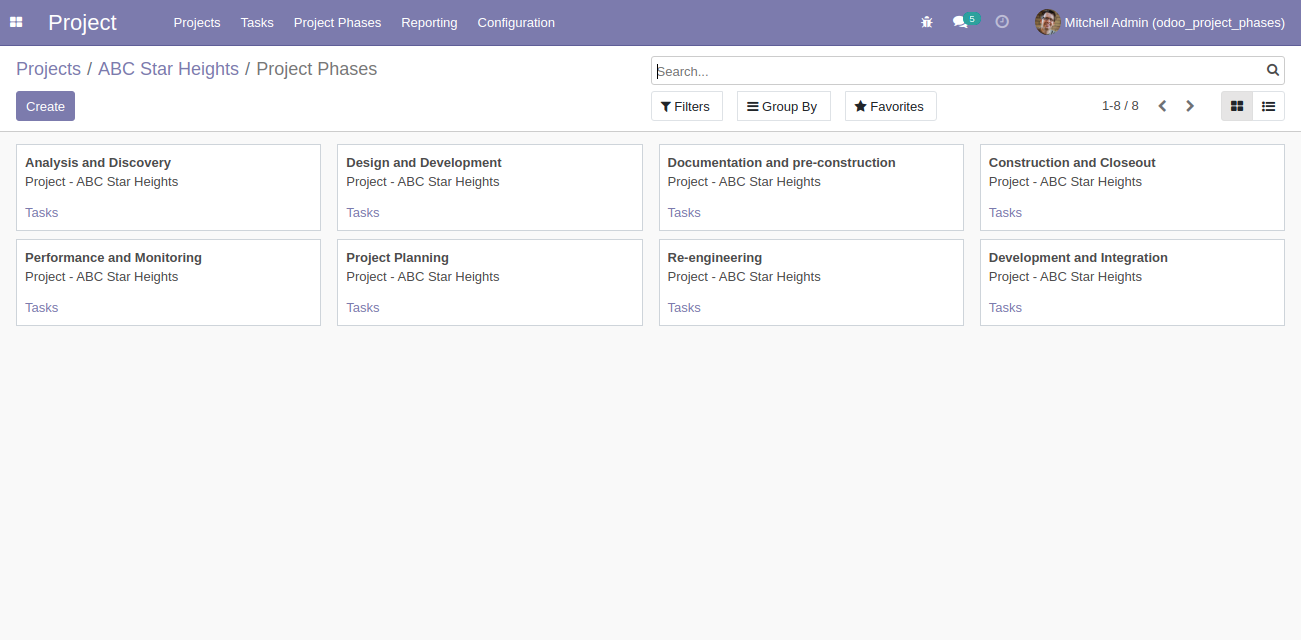 Project Projects Tasks Project Phases Reporting Configuration 5 Mitchell Admin (odoo_project_phases)
Projects / ABC Star Heights / Project Phases
Search...
Create Filters Group By Favorites 1-8 / 8
Analysis and Discovery
Project - ABC Star Heights
Tasks
Design and Development
Project - ABC Star Heights
Tasks
Documentation and pre-construction
Project - ABC Star Heights
Tasks
Construction and Closeout
Project - ABC Star Heights
Tasks
Performance and Monitoring
Project - ABC Star Heights
Tasks
Project Planning
Project - ABC Star Heights
Tasks
Re-engineering
Project - ABC Star Heights
Tasks
Development and Integration
Project - ABC Star Heights
Tasks